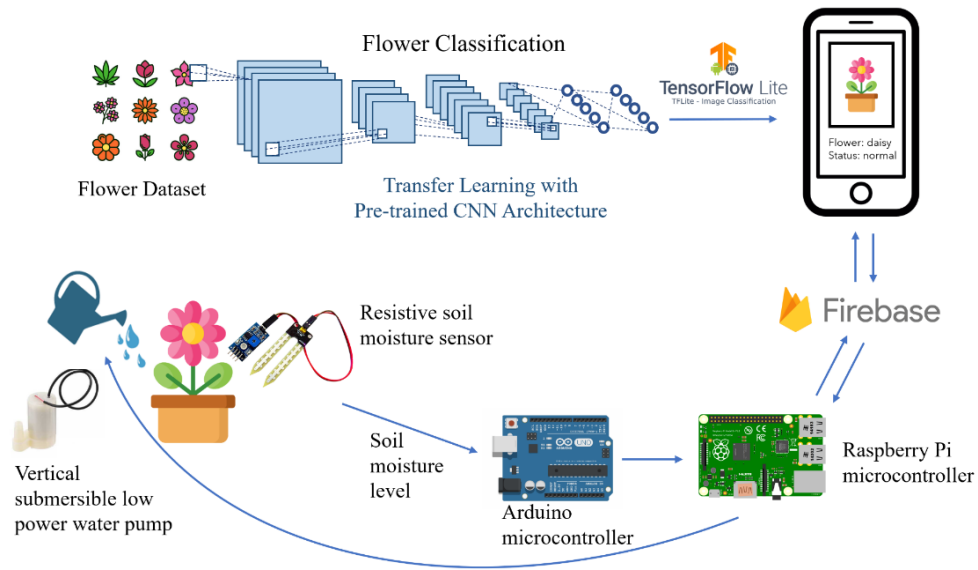 Flower Classification
Flower Dataset
Transfer Learning with
Pre-trained CNN Architecture
TensorFlow Lite
TFLite - Image Classification
Flower: daisy
Status: normal
Firebase
Resistive soil
moisture sensor
Soil
moisture
level
Vertical
submersible low
power water pump
UNO
Arduino
microcontroller
Raspberry Pi
microcontroller